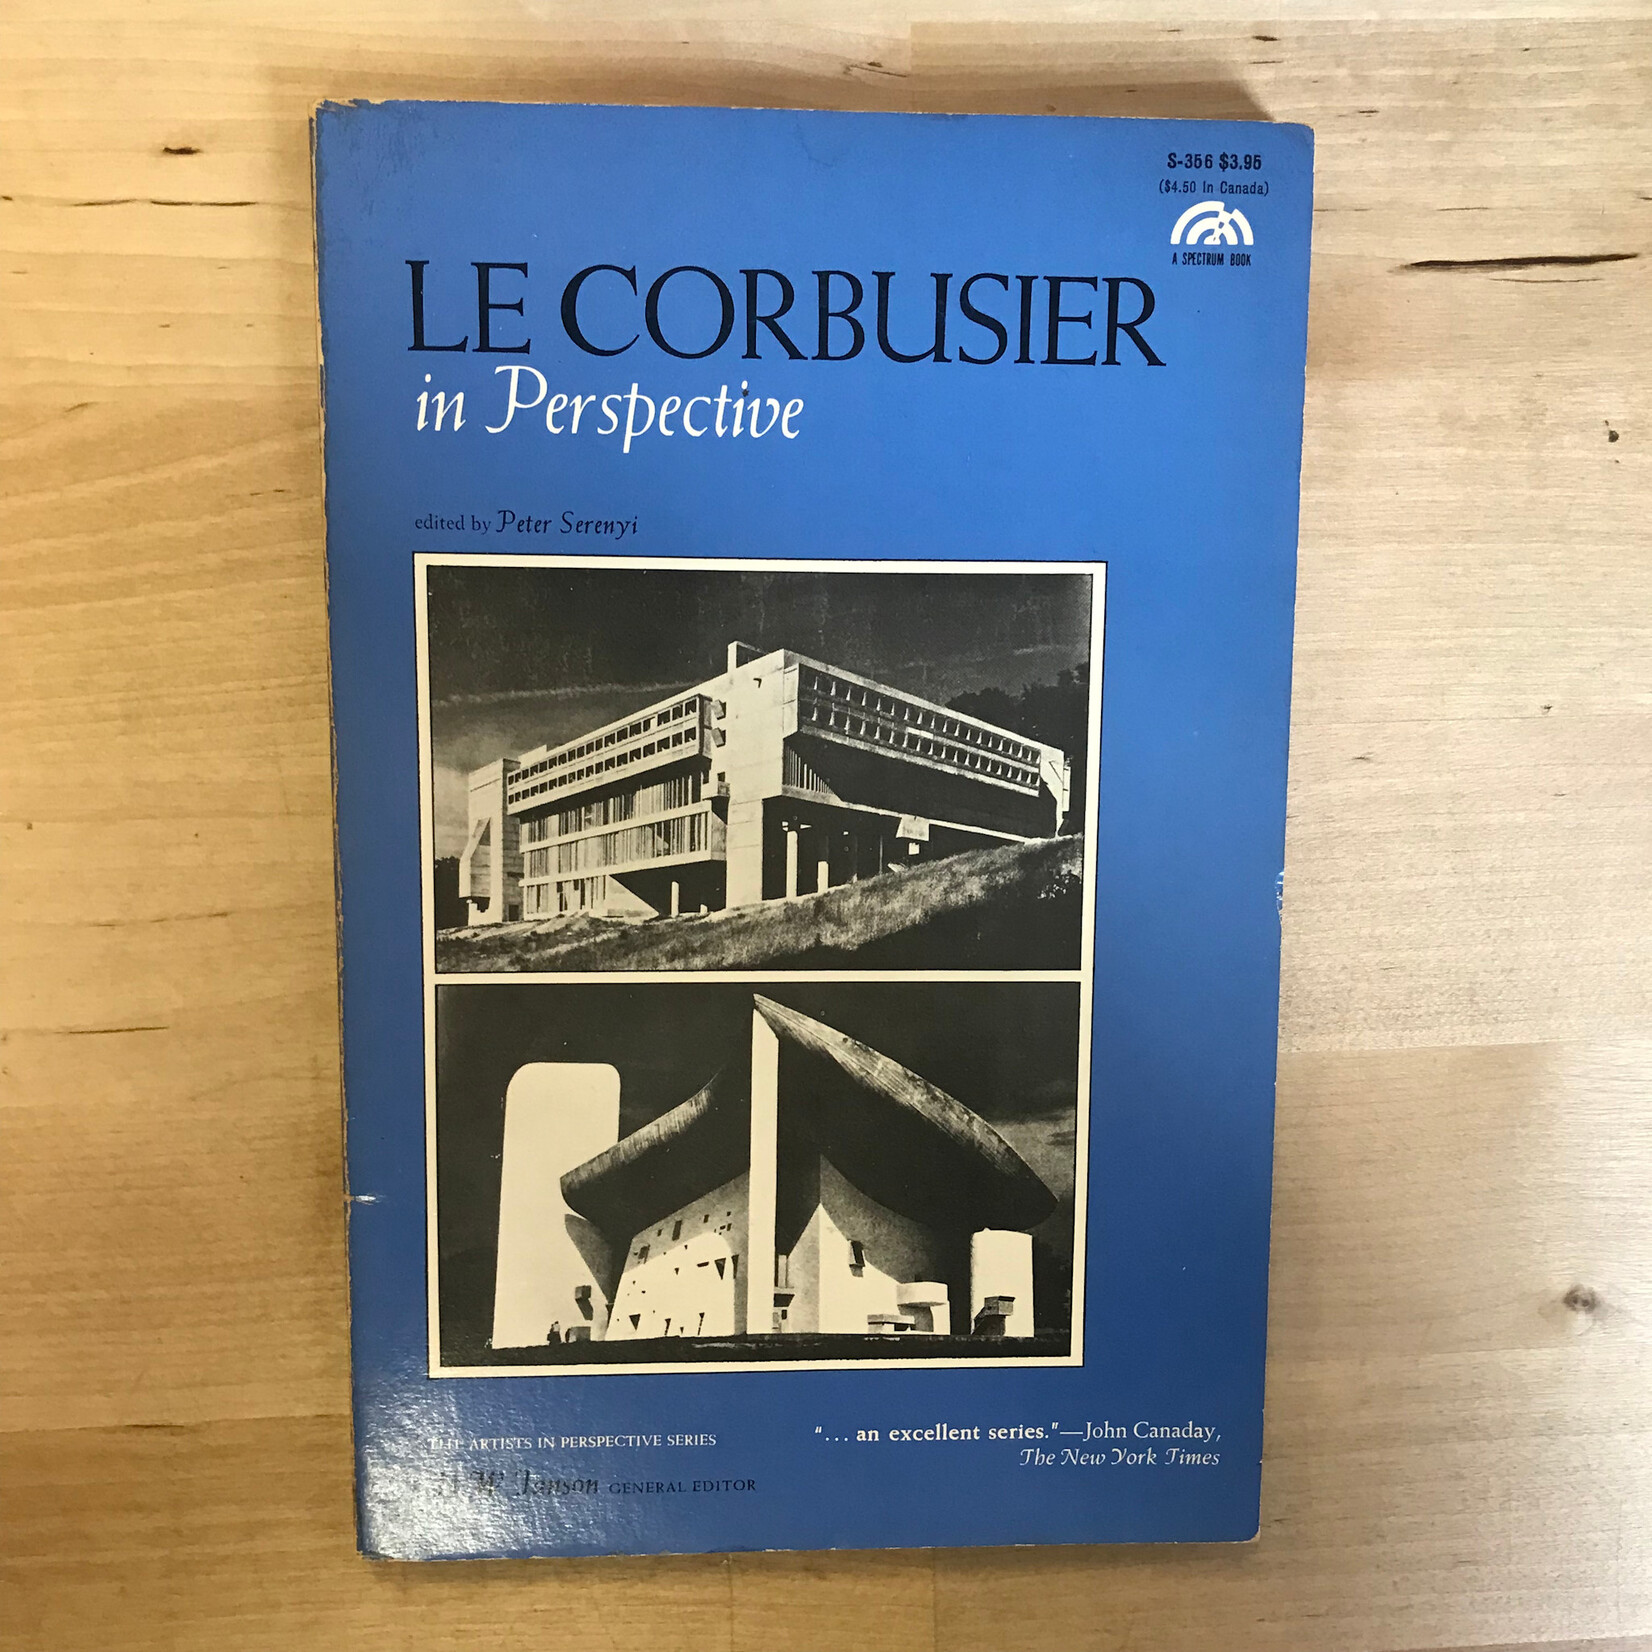 S-356 $3.95
($4.50 In Canada)
A SPECTRUM BOOK
LE CORBUSIER
in Perspective
edited by Peter Serenyi
THE ARTISTS IN PERSPECTIVE SERIES
H. W. Janson GENERAL EDITOR
"... an excellent series."—John Canaday,
The New York Times